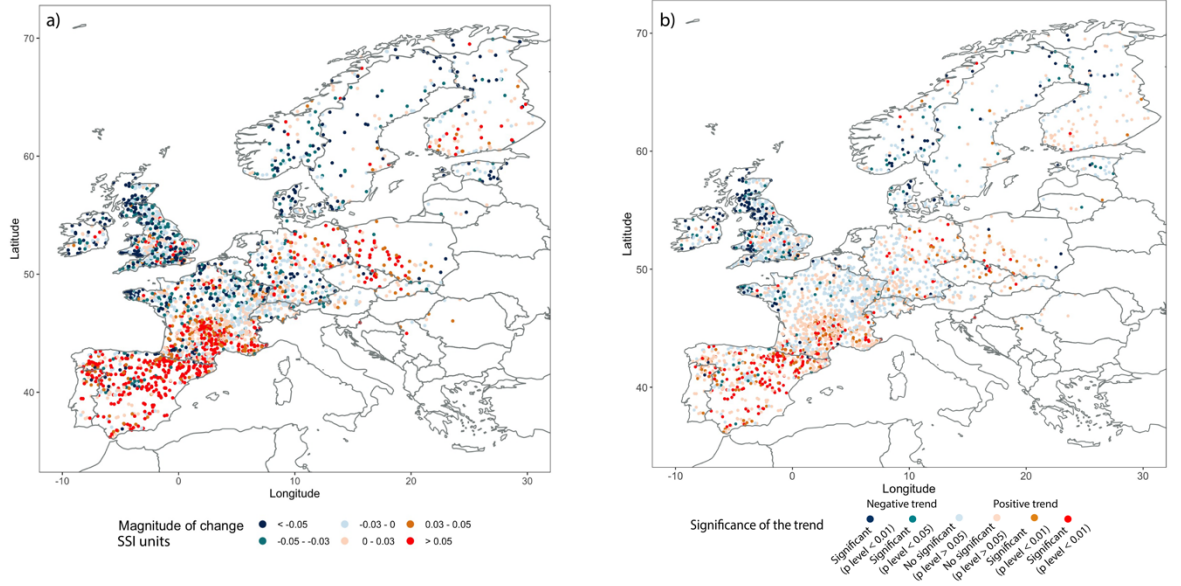 a)
70
60
50
40
Latitude
-10
0
10
20
30
Longitude
Magnitude of change
SSI units
< -0.05
-0.03 - 0
0.03 - 0.05
-0.05 - -0.03
0 - 0.03
> 0.05
b)
70
60
50
40
Latitude
-10
0
10
20
30
Longitude
Negative trend
Positive trend
Significance of the trend
Significant
(p level < 0.01)
Significant
(p level < 0.05)
No significant
(p level > 0.05)
No significant
(p level > 0.05)
Significant
(p level < 0.01)
Significant
(p level < 0.01)